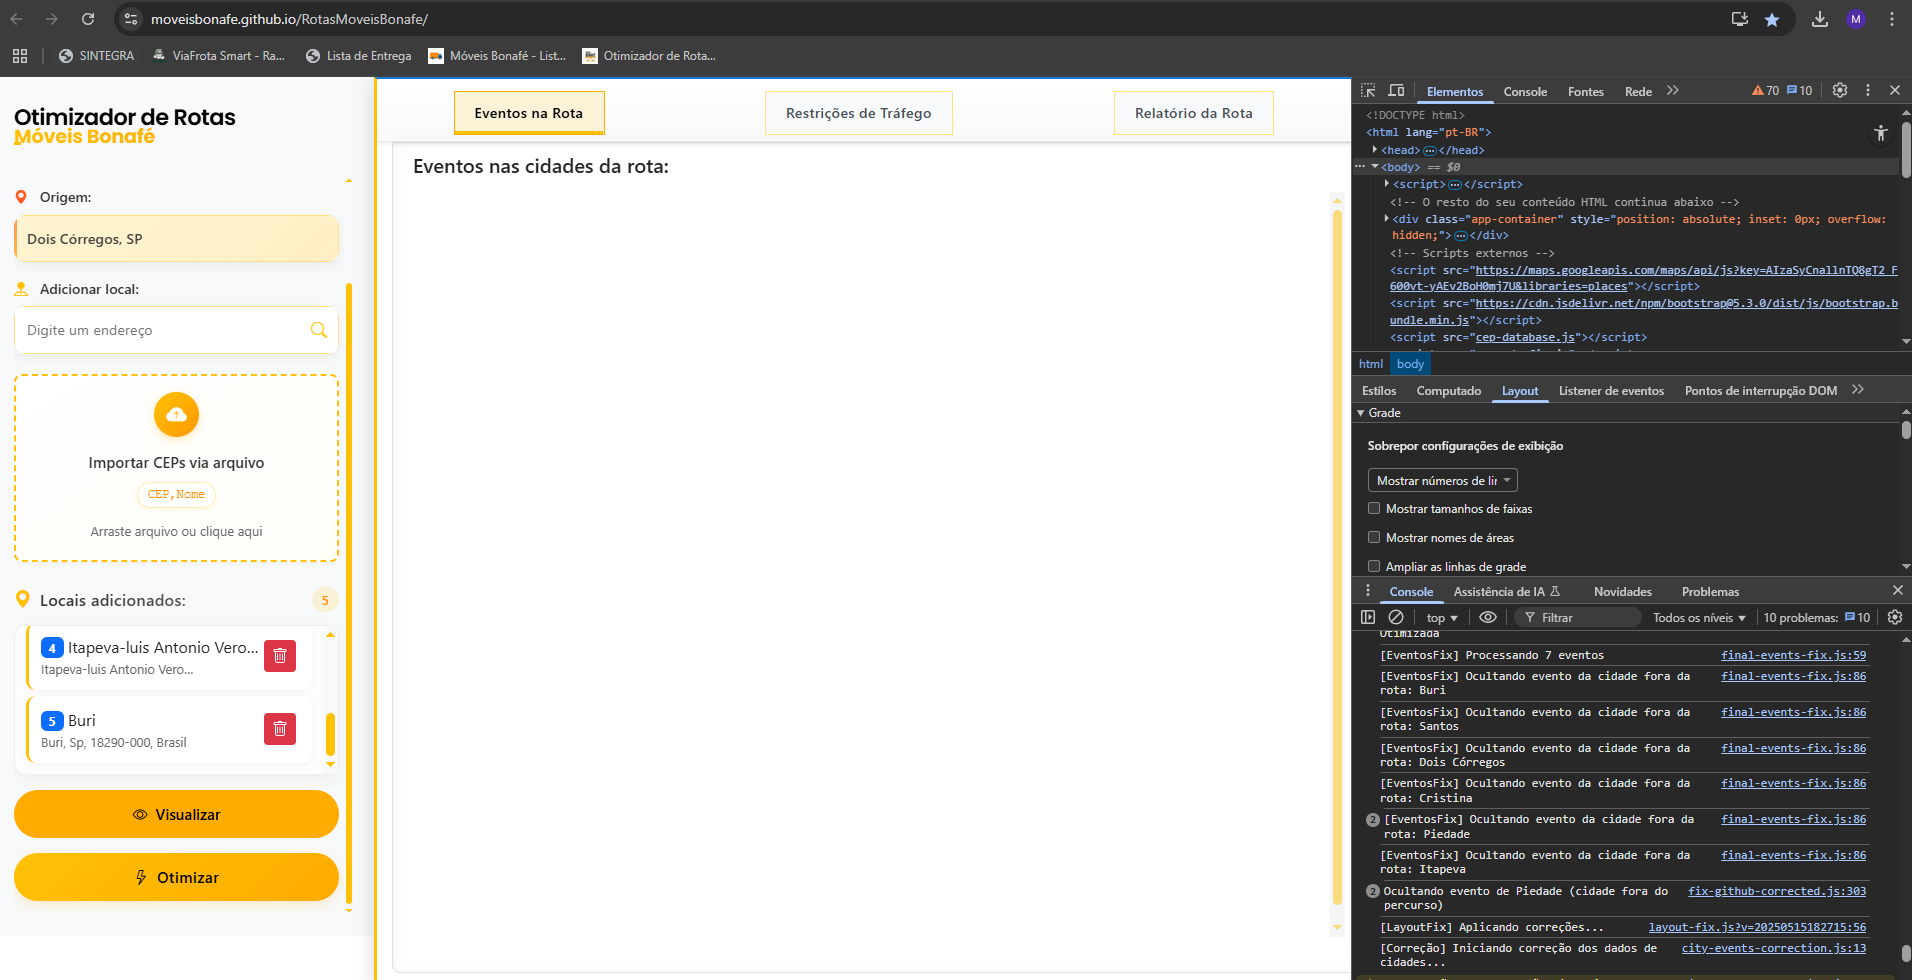 moveisbonafe.github.io/RotasMoveisBonafe/
M
SINTEGRA
ViaFrota Smart - Ra...
Lista de Entrega
Móveis Bonafé - List...
Otimizador de Rota...
Otimizador de Rotas
Móveis Bonafé
Origem:
Dois Córregos, SP
Adicionar local:
Digite um endereço
Importar CEPs via arquivo
CEP,Nome
Arraste arquivo ou clique aqui
Locais adicionados:
5
4 Itapeva-luis Antonio Vero...
Itapeva-luis Antonio Vero...
5 Buri
Buri, Sp, 18290-000, Brasil
Visualizar
Otimizar
Eventos na Rota
Restrições de Tráfego
Relatório da Rota
Eventos nas cidades da rota:
Elementos Console Fontes Rede 70 10
<!DOCTYPE html>
<html lang="pt-BR">
<head> ⋯ </head>
<body> == $0
<script> ⋯ </script>
<!-- O resto do seu conteúdo HTML continua abaixo -->
<div class="app-container" style="position: absolute; inset: 0px; overflow:
hidden;"> ⋯ </div>
<!-- Scripts externos -->
<script src="https://maps.googleapis.com/maps/api/js?key=AIzaSyCnallnTQ8gT2_F
600vt-yAEv2BoH0mj7U&libraries=places"></script>
<script src="https://cdn.jsdelivr.net/npm/bootstrap@5.3.0/dist/js/bootstrap.b
undle.min.js"></script>
<script src="cep-database.js"></script>
html body
Estilos Computado Layout Listener de eventos Pontos de interrupção DOM
Grade
Sobrepor configurações de exibição
Mostrar números de lir
Mostrar tamanhos de faixas
Mostrar nomes de áreas
Ampliar as linhas de grade
Console Assistência de IA Novidades Problemas
top Filtrar Todos os níveis 10 problemas: 10
Otimizada
[EventosFix] Processando 7 eventos final-events-fix.js:59
[EventosFix] Ocultando evento da cidade fora da final-events-fix.js:86
rota: Buri
[EventosFix] Ocultando evento da cidade fora da final-events-fix.js:86
rota: Santos
[EventosFix] Ocultando evento da cidade fora da final-events-fix.js:86
rota: Dois Córregos
[EventosFix] Ocultando evento da cidade fora da final-events-fix.js:86
rota: Cristina
2 [EventosFix] Ocultando evento da cidade fora da final-events-fix.js:86
rota: Piedade
[EventosFix] Ocultando evento da cidade fora da final-events-fix.js:86
rota: Itapeva
2 Ocultando evento de Piedade (cidade fora do fix-github-corrected.js:303
percurso)
[LayoutFix] Aplicando correções... layout-fix.js?v=20250515182715:56
[Correção] Iniciando correção dos dados de city-events-correction.js:13
cidades...